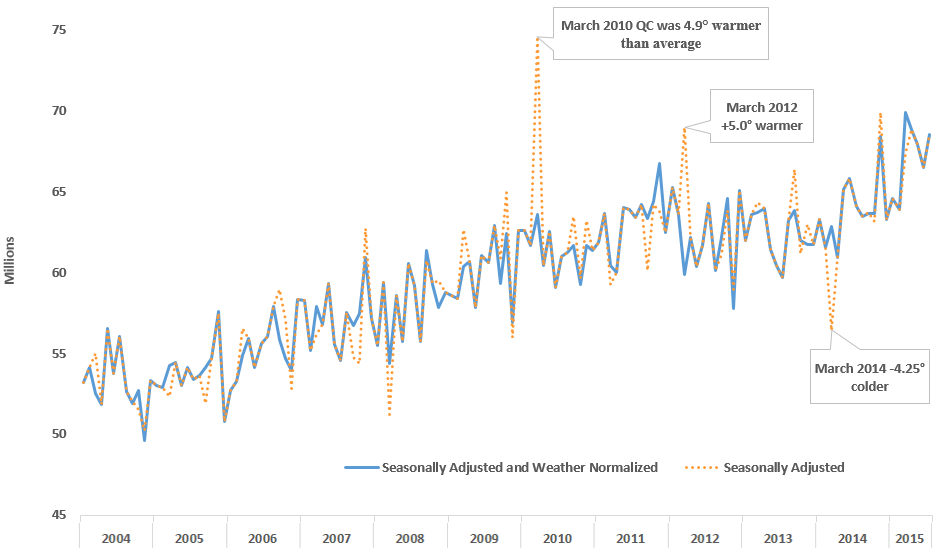 75
March 2010 QC was 4.9° warmer
than average
70
March 2012
+5.0° warmer
65
Millions
60
55
March 2014 -4.25°
colder
50
Seasonally Adjusted and Weather Normalized
Seasonally Adjusted
45
2004 2005 2006 2007 2008 2009 2010 2011 2012 2013 2014 2015